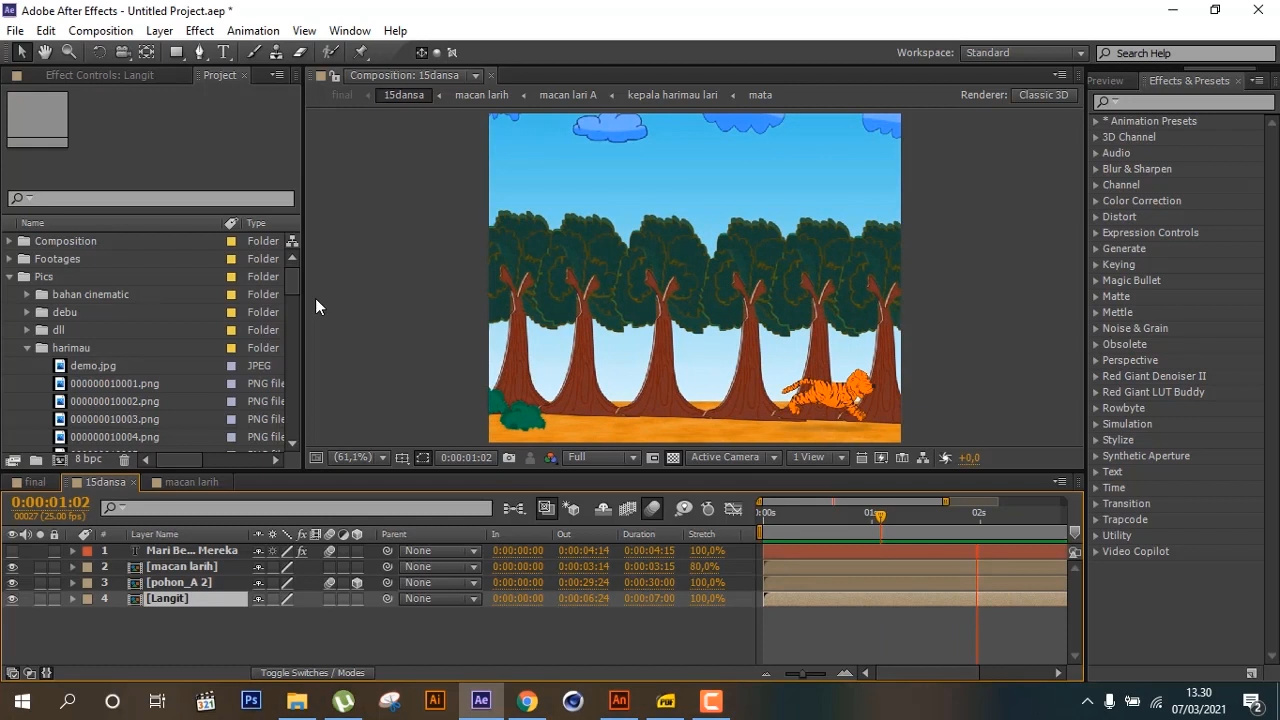 Adobe After Effects - Untitled Project.aep *
File Edit Composition Layer Effect Animation View Window Help
Workspace: Standard Search Help
Effect Controls: Langit Project Composition: 15dansa Preview Effects & Presets
final 15dansa macan larih macan lari A kepala harimau lari mata Renderer: Classic 3D
Name Type
Composition Folder
Footages Folder
Pics Folder
bahan cinematic Folder
debu Folder
dll Folder
harimau Folder
demo.jpg JPEG
000000010001.png PNG file
000000010002.png PNG file
000000010003.png PNG file
000000010004.png PNG file
8 bpc
(61,1%) 0:00:01:02 Full Active Camera 1 View +0,0
* Animation Presets
3D Channel
Audio
Blur & Sharpen
Channel
Color Correction
Distort
Expression Controls
Generate
Keying
Magic Bullet
Matte
Mettle
Noise & Grain
Obsolete
Perspective
Red Giant Denoiser II
Red Giant LUT Buddy
Rowbyte
Simulation
Stylize
Synthetic Aperture
Text
Time
Transition
Trapcode
Utility
Video Copilot
final 15dansa macan larih
0:00:01:02
00027 (25.00 fps)
:00s 01s 02s
# Layer Name Parent In Out Duration Stretch
1 T Mari Be... Mereka None 0:00:00:00 0:00:04:14 0:00:04:15 100,0%
2 [macan larih] None 0:00:00:00 0:00:03:14 0:00:03:15 80,0%
3 [pohon_A 2] None 0:00:00:00 0:00:29:24 0:00:30:00 100,0%
4 [Langit] None 0:00:00:00 0:00:06:24 0:00:07:00 100,0%
Toggle Switches / Modes
Ps Ai Ae An PDF C
13.30
07/03/2021
2